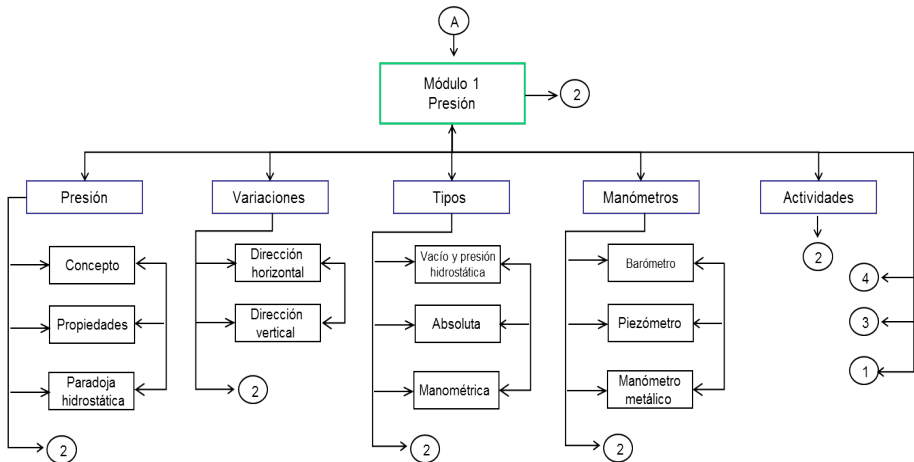 A
Módulo 1
Presión
2
Presión
Variaciones
Tipos
Manómetros
Actividades
Concepto
Propiedades
Paradoja
hidrostática
2
Dirección
horizontal
Dirección
vertical
2
Vacío y presión
hidrostática
Absoluta
Manométrica
2
Barómetro
Piezómetro
Manómetro
metálico
2
2
4
3
1